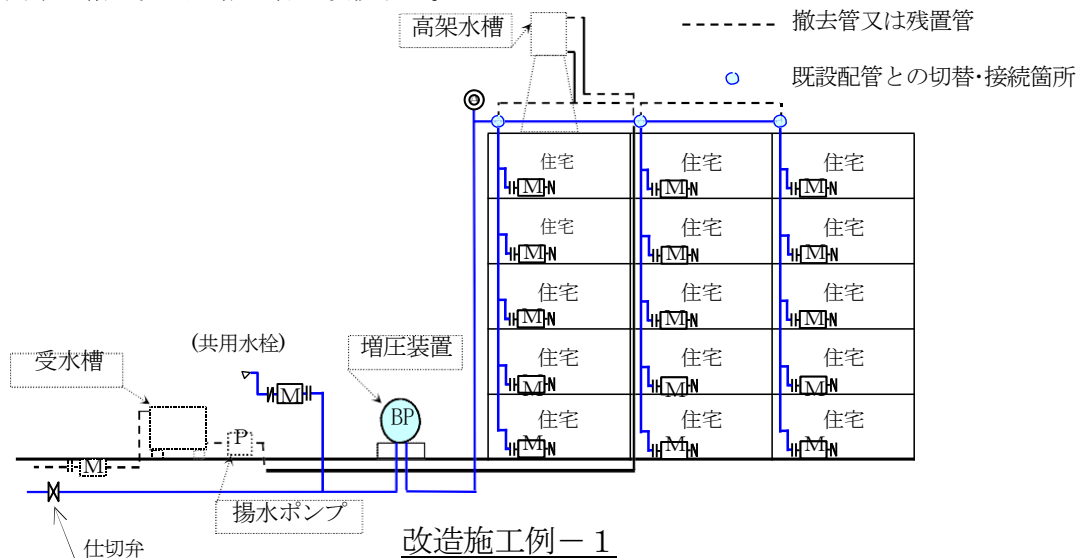 高架水槽
撤去管又は残置管
既設配管との切替・接続箇所
住宅 住宅 住宅
M M M
住宅 住宅 住宅
M M M
住宅 住宅 住宅
M M M
(共用水栓)
増圧装置
受水槽
住宅 住宅 住宅
M M M
M
BP
住宅 住宅 住宅
P
M M M
M
揚水ポンプ
改造施工例－1
仕切弁